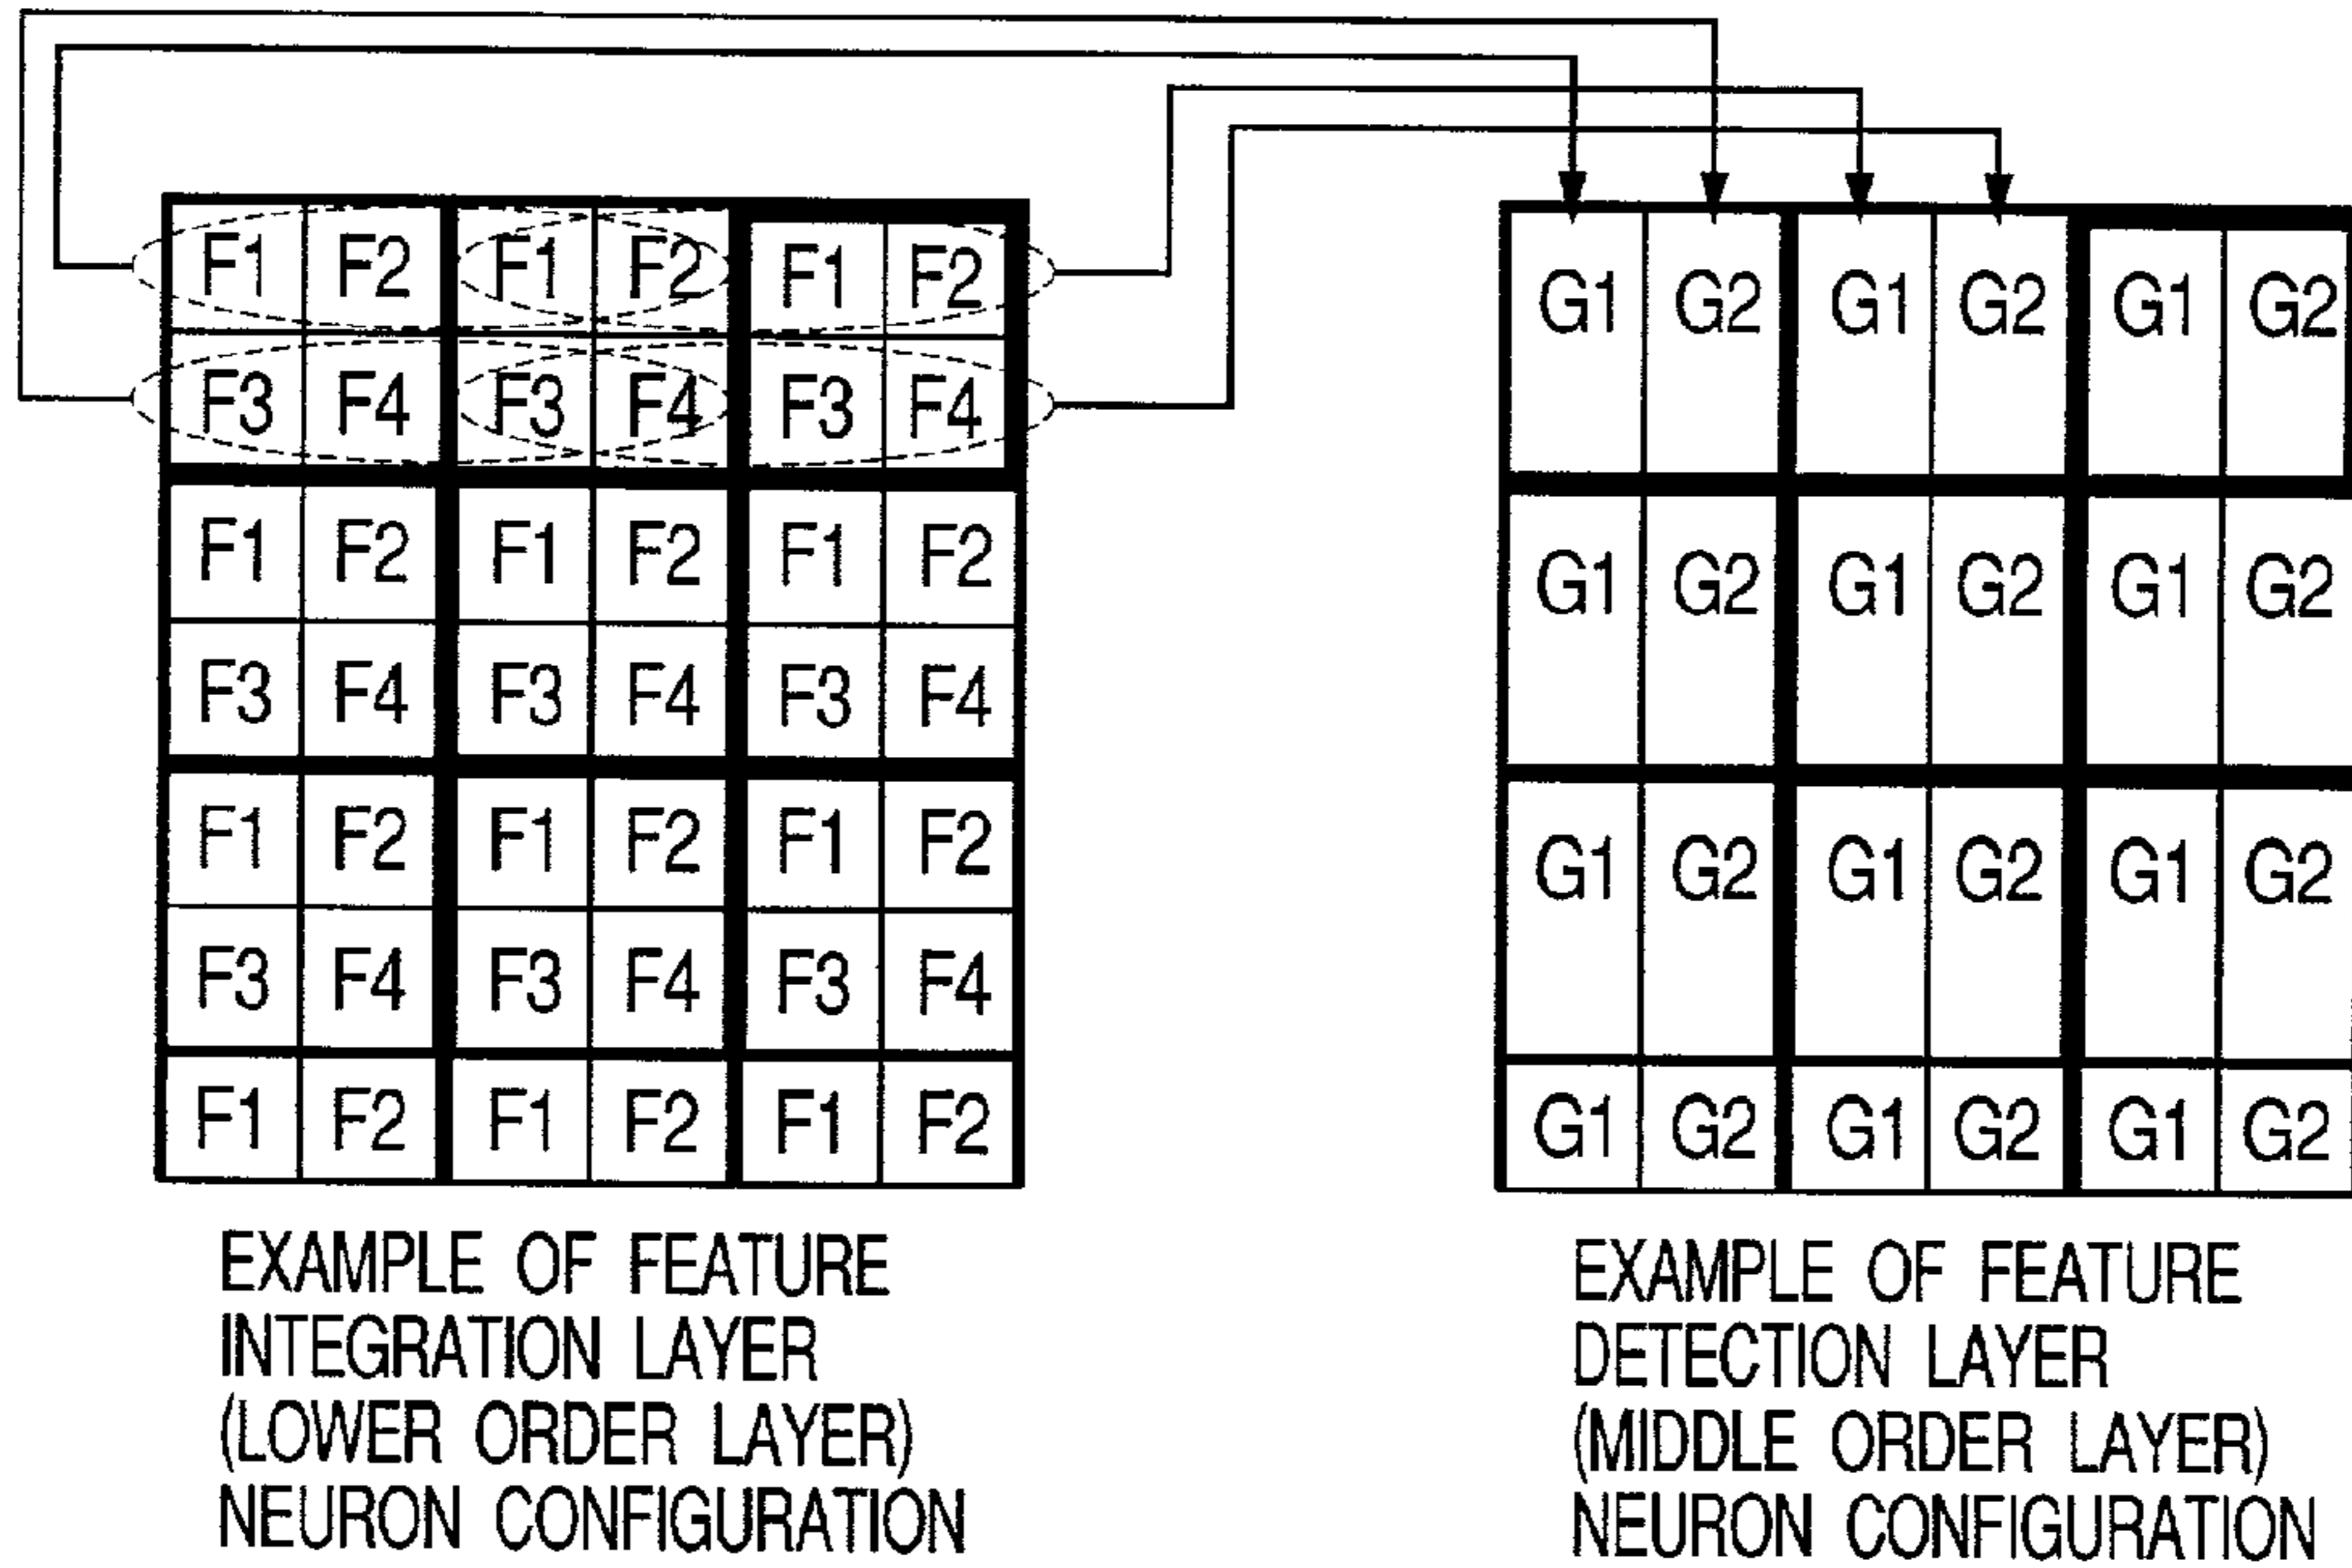 F1 F2 F1 F2 F1 F2
F3 F4 F3 F4 F3 F4
F1 F2 F1 F2 F1 F2
F3 F4 F3 F4 F3 F4
F1 F2 F1 F2 F1 F2
F3 F4 F3 F4 F3 F4
F1 F2 F1 F2 F1 F2
EXAMPLE OF FEATURE
INTEGRATION LAYER
(LOWER ORDER LAYER)
NEURON CONFIGURATION
G1 G2 G1 G2 G1 G2
G1 G2 G1 G2 G1 G2
G1 G2 G1 G2 G1 G2
G1 G2 G1 G2 G1 G2
EXAMPLE OF FEATURE
DETECTION LAYER
(MIDDLE ORDER LAYER)
NEURON CONFIGURATION